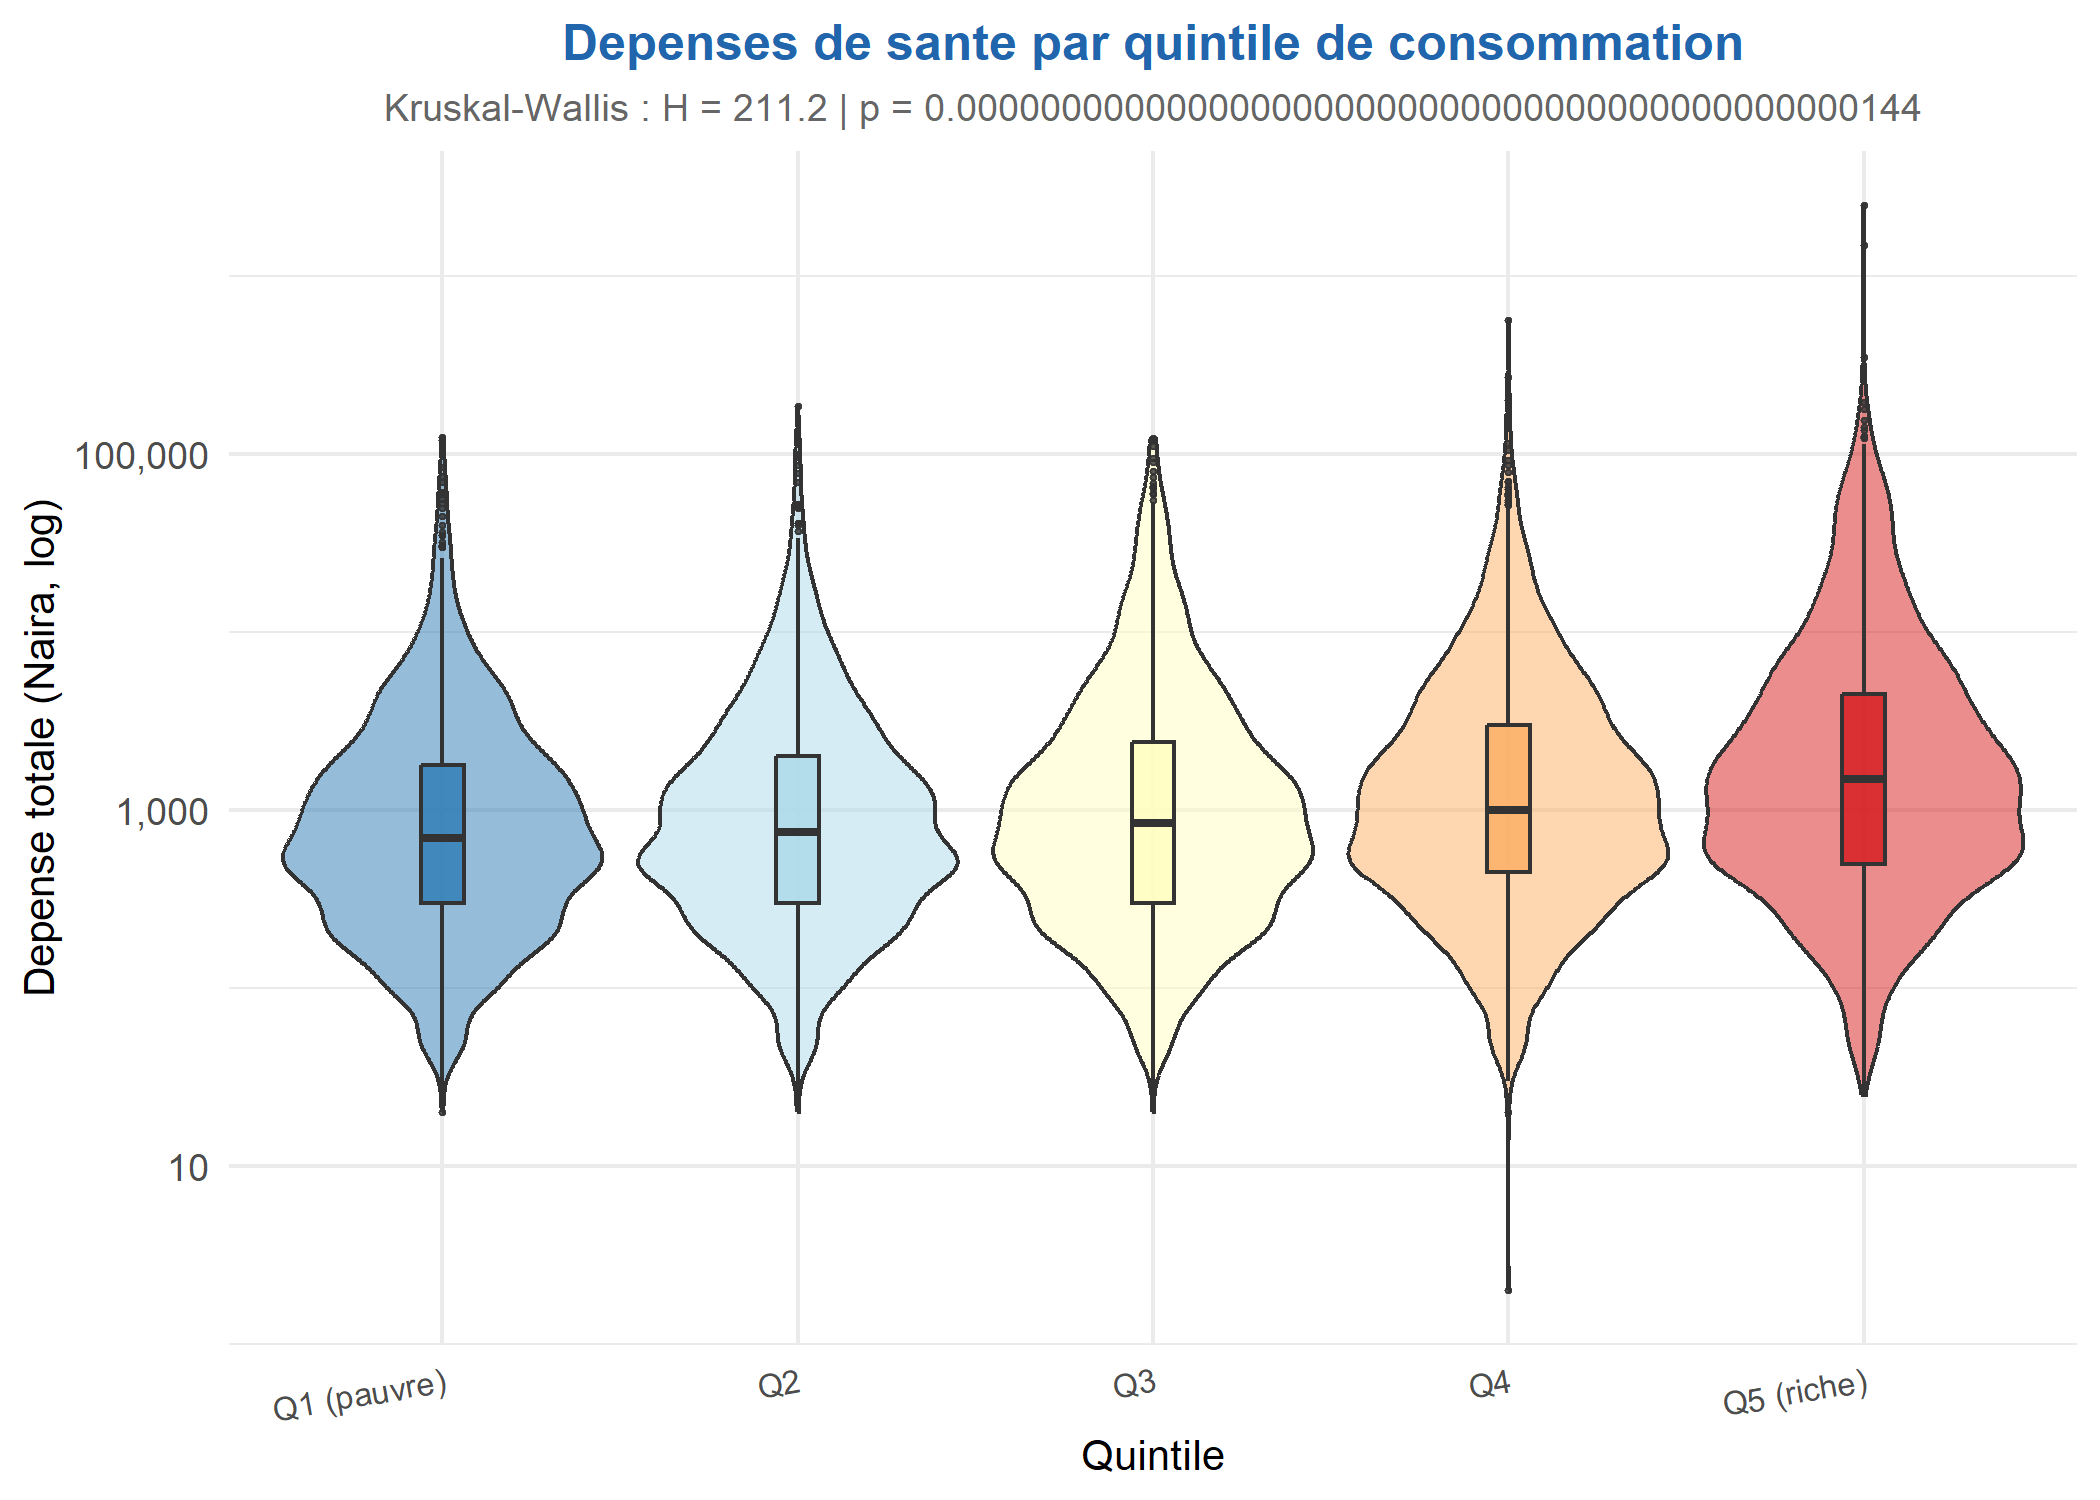 Depenses de sante par quintile de consommation
Kruskal-Wallis : H = 211.2 | p = 0.0000000000000000000000000000000000000000000144
Depense totale (Naira, log)
100,000
1,000
10
Q1 (pauvre)
Q2
Q3
Q4
Q5 (riche)
Quintile